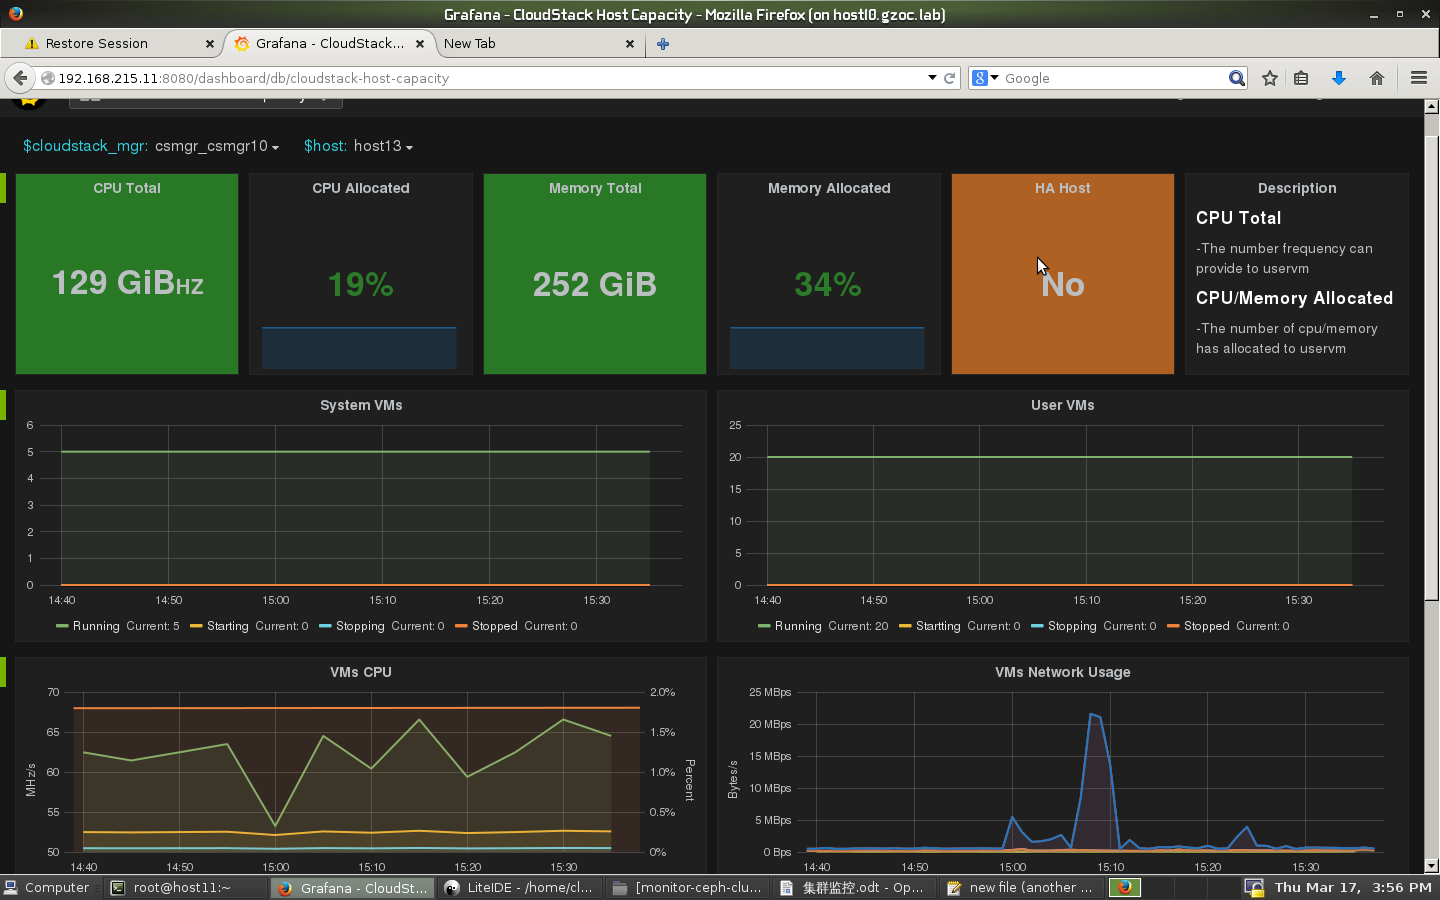 Grafana - CloudStack Host Capacity - Mozilla Firefox (on host10.gzoc.lab)
Restore Session
Grafana - CloudStack...
New Tab
192.168.215.11:8080/dashboard/db/cloudstack-host-capacity
8
Google
$cloudstack_mgr: csmgr_csmgr10
$host: host13
CPU Total
129 GiBHZ
CPU Allocated
19%
Memory Total
252 GiB
Memory Allocated
34%
HA Host
No
Description
CPU Total
-The number frequency can
provide to uservm
CPU/Memory Allocated
-The number of cpu/memory
has allocated to uservm
System VMs
6
5
4
3
2
1
0
14:40 14:50 15:00 15:10 15:20 15:30
Running Current: 5 Starting Current: 0 Stopping Current: 0 Stopped Current: 0
User VMs
25
20
15
10
5
0
14:40 14:50 15:00 15:10 15:20 15:30
Running Current: 20 Startting Current: 0 Stopping Current: 0 Stopped Current: 0
VMs CPU
MHz/s
70
65
60
55
50
2.0%
1.5%
1.0%
0.5%
0%
Percent
14:40 14:50 15:00 15:10 15:20 15:30
VMs Network Usage
Bytes/s
25 MBps
20 MBps
15 MBps
10 MBps
5 MBps
0 Bps
14:40 14:50 15:00 15:10 15:20 15:30
Computer
root@host11:~
Grafana - CloudSt...
LiteIDE - /home/cl...
[monitor-ceph-clu...
集群监控.odt - Op...
new file (another ...
Thu Mar 17, 3:56 PM